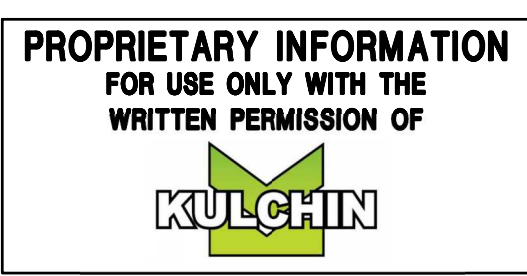 PROPRIETARY INFORMATION
FOR USE ONLY WITH THE
WRITTEN PERMISSION OF
KULCHIN